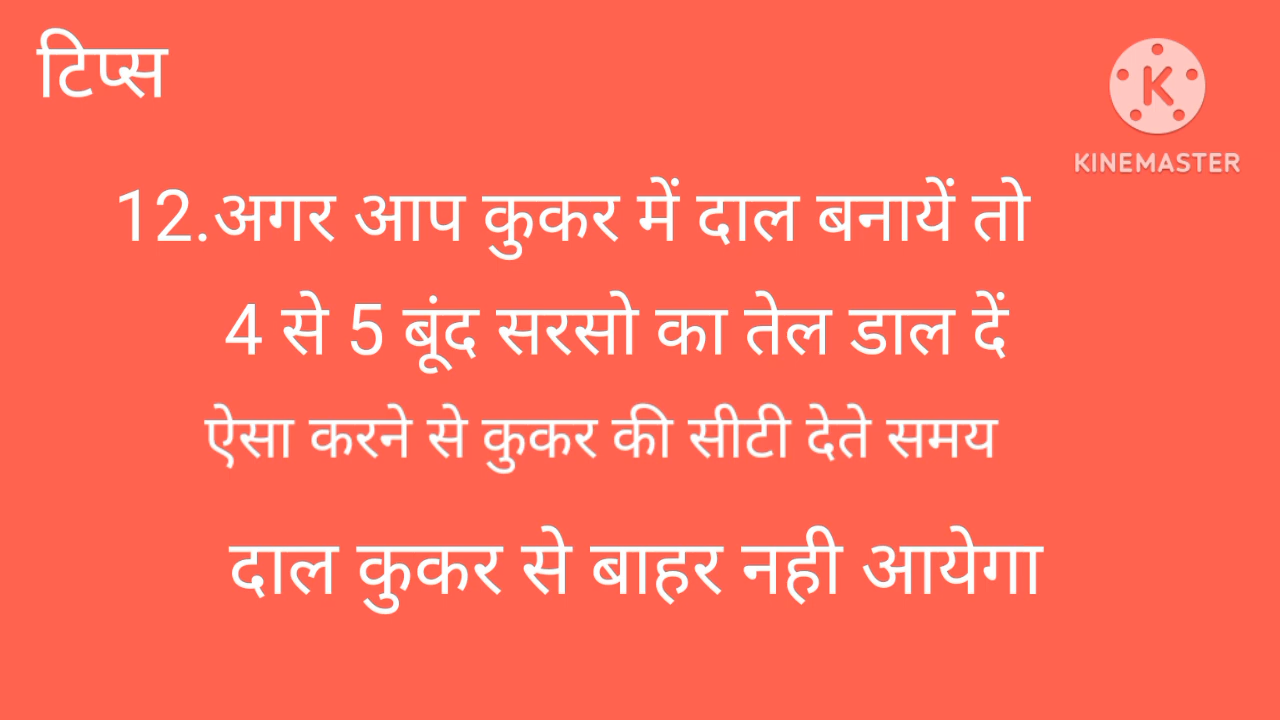 टिप्स
KINEMASTER
12.अगर आप कुकर में दाल बनायें तो
4 से 5 बूंद सरसो का तेल डाल दें
ऐसा करने से कुकर की सीटी देते समय
दाल कुकर से बाहर नही आयेगा